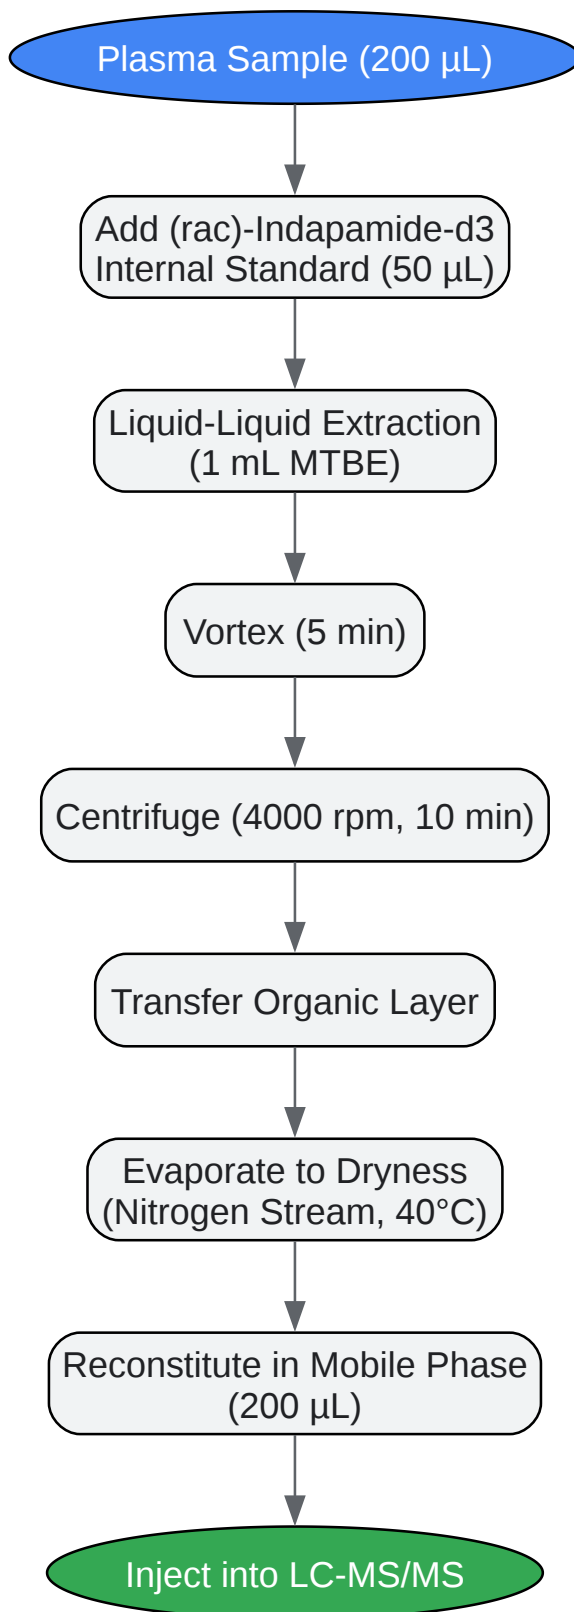 Plasma Sample (200 µL)
Add (rac)-Indapamide-d3
Internal Standard (50 µL)
Liquid-Liquid Extraction
(1 mL MTBE)
Vortex (5 min)
Centrifuge (4000 rpm, 10 min)
Transfer Organic Layer
Evaporate to Dryness
(Nitrogen Stream, 40°C)
Reconstitute in Mobile Phase
(200 µL)
Inject into LC-MS/MS